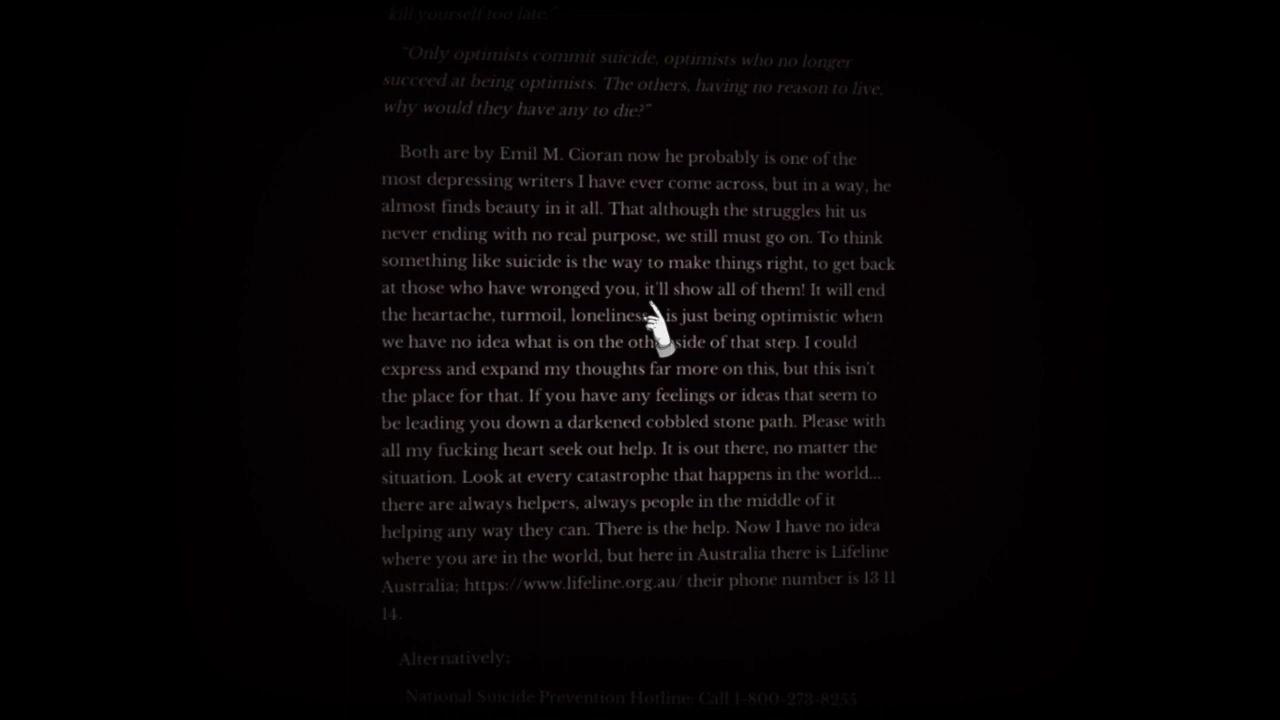 kill yourself too late."
"Only optimists commit suicide, optimists who no longer
succeed at being optimists. The others, having no reason to live,
why would they have any to die?"
Both are by Emil M. Cioran now he probably is one of the
most depressing writers I have ever come across, but in a way, he
almost finds beauty in it all. That although the struggles hit us
never ending with no real purpose, we still must go on. To think
something like suicide is the way to make things right, to get back
at those who have wronged you, it'll show all of them! It will end
the heartache, turmoil, loneliness is just being optimistic when
we have no idea what is on the other side of that step. I could
express and expand my thoughts far more on this, but this isn't
the place for that. If you have any feelings or ideas that seem to
be leading you down a darkened cobbled stone path. Please with
all my fucking heart seek out help. It is out there, no matter the
situation. Look at every catastrophe that happens in the world...
there are always helpers, always people in the middle of it
helping any way they can. There is the help. Now I have no idea
where you are in the world, but here in Australia there is Lifeline
Australia; https://www.lifeline.org.au/ their phone number is 13 11
14.
Alternatively;
National Suicide Prevention Hotline: Call 1-800-273-8255